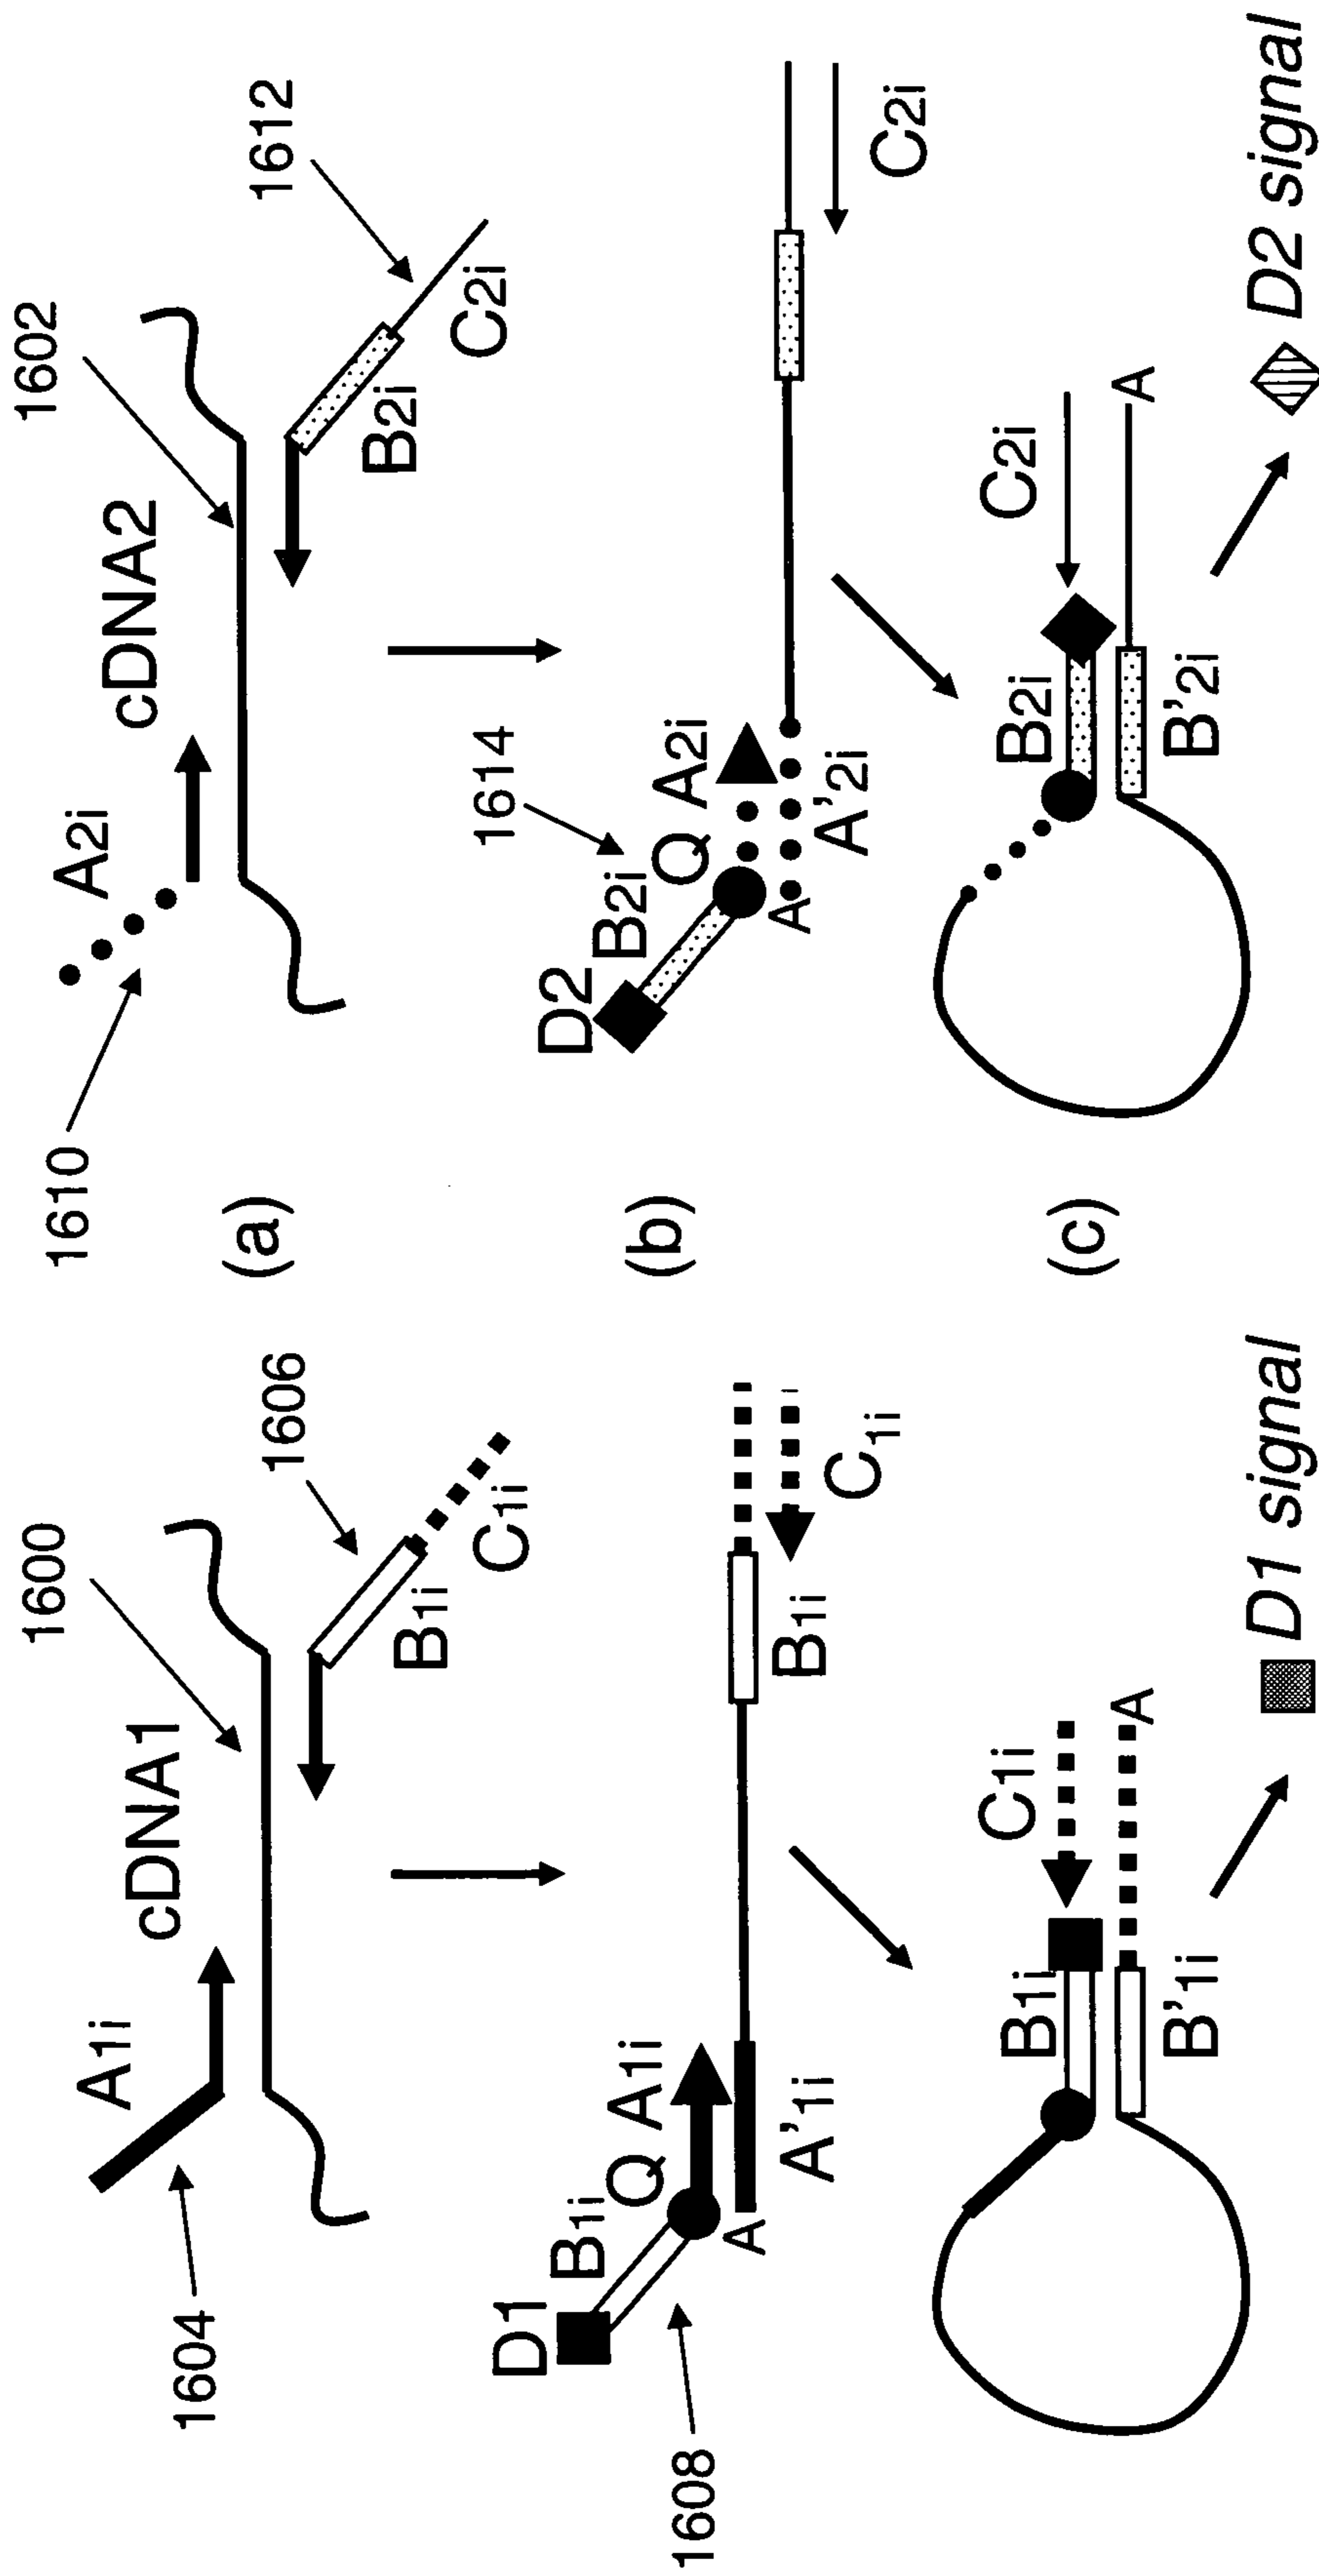 1600
cDNA1
A1i
1604
1606
B1i
C1i
D1
B1i
Q
A1i
A
A'1i
1608
B1i
C1i
B1i
C1i
B'1i
A
D1 signal
(a)
(b)
(c)
1602
cDNA2
A2i
1610
1612
B2i
C2i
1614
D2
B2i
Q
A2i
A
A'2i
C2i
B2i
C2i
B'2i
A
D2 signal